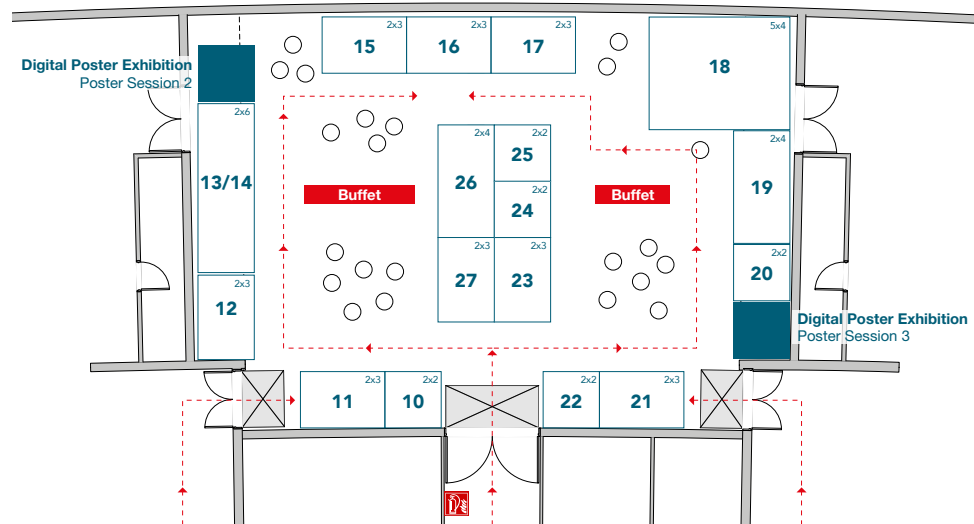 2x3
15
2x3
16
2x3
17
5x4
18
Digital Poster Exhibition
Poster Session 2
2x6
13/14
2x4
26
2x2
25
2x2
24
2x4
19
Buffet
Buffet
2x3
27
2x3
23
2x2
20
2x3
12
Digital Poster Exhibition
Poster Session 3
2x3
11
2x2
10
2x2
22
2x3
21